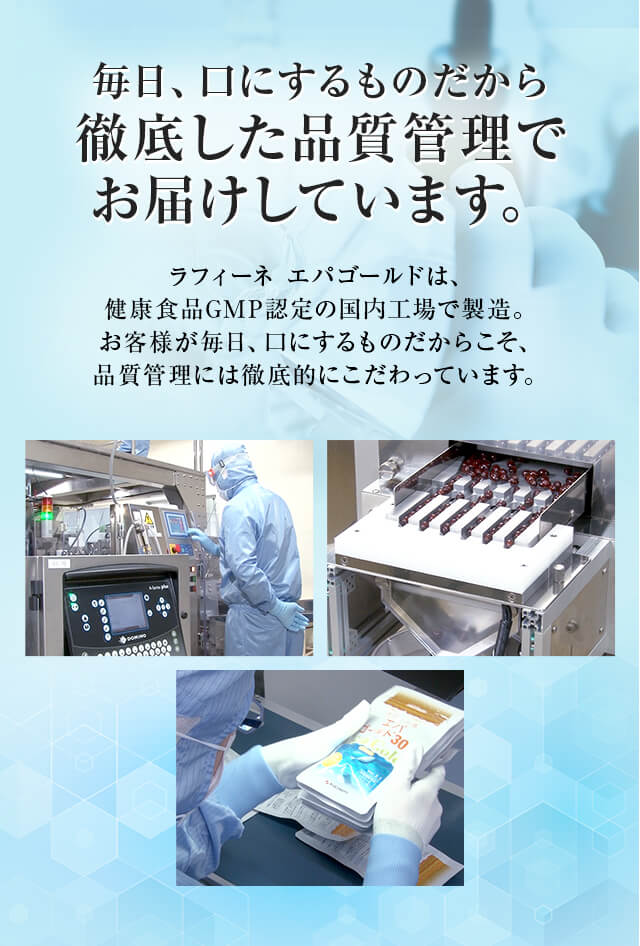 毎日、口にするものだから
徹底した品質管理で
お届けしています。
ラフィーネ エパゴールドは、
健康食品GMP認定の国内工場で製造。
お客様が毎日、口にするものだからこそ、
品質管理には徹底的にこだわっています。
DOMINO
エパ